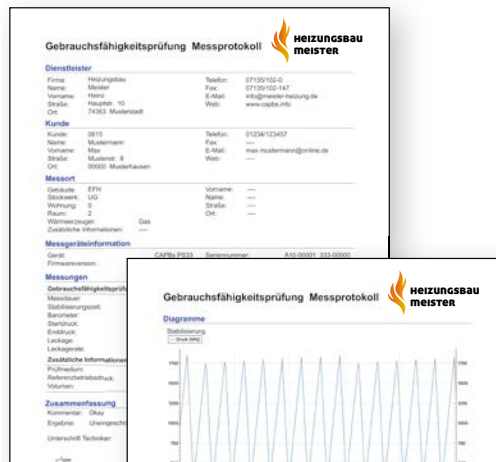 Gebrauchsfähigkeitsprüfung Messprotokoll
HEIZUNGSBAU
MEISTER
Dienstleister
Firma: Heizungsbau Telefon: 07135/102-0
Name: Meister Fax: 07135/102-147
Vorname: Heinz E-Mail: info@meister-heizung.de
Straße: Hauptstr. 10 Web: www.capbs.info
Ort: 74363 Musterstadt
Kunde
Kunde: 0815 Telefon: 01234/123457
Name: Mustermann Fax: ----
Vorname: Max E-Mail: max.mustermann@online.de
Straße: Musterstr. 8 Web: ----
Ort: 00000 Musterhausen
Messort
Gebäude: EFH Vorname: ----
Stockwerk: UG Name: ----
Wohnung: 0 Straße: ----
Raum: 2 Ort: ----
Wärmeerzeuger: Gas
Zusätzliche Informationen: ----
Messgeräteinformation
Gerät: CAPBs PS33 Seriennummer: A10-00001 333-00000
Firmwareversion:
Messungen
Gebrauchsfähigkeitsprüfu
Messdauer:
Stabilisierungszeit:
Barometer:
Startdruck:
Enddruck:
Leckage:
Leckagerate:
Zusätzliche Informationen
Prüfmedium:
Referenzbetriebsdruck:
Volumen:
Zusammenfassung
Kommentar: Okay
Ergebnis: Uneingeschrä
Unterschrift Techniker:
Gebrauchsfähigkeitsprüfung Messprotokoll
HEIZUNGSBAU
MEISTER
Diagramme
Stabilisierung